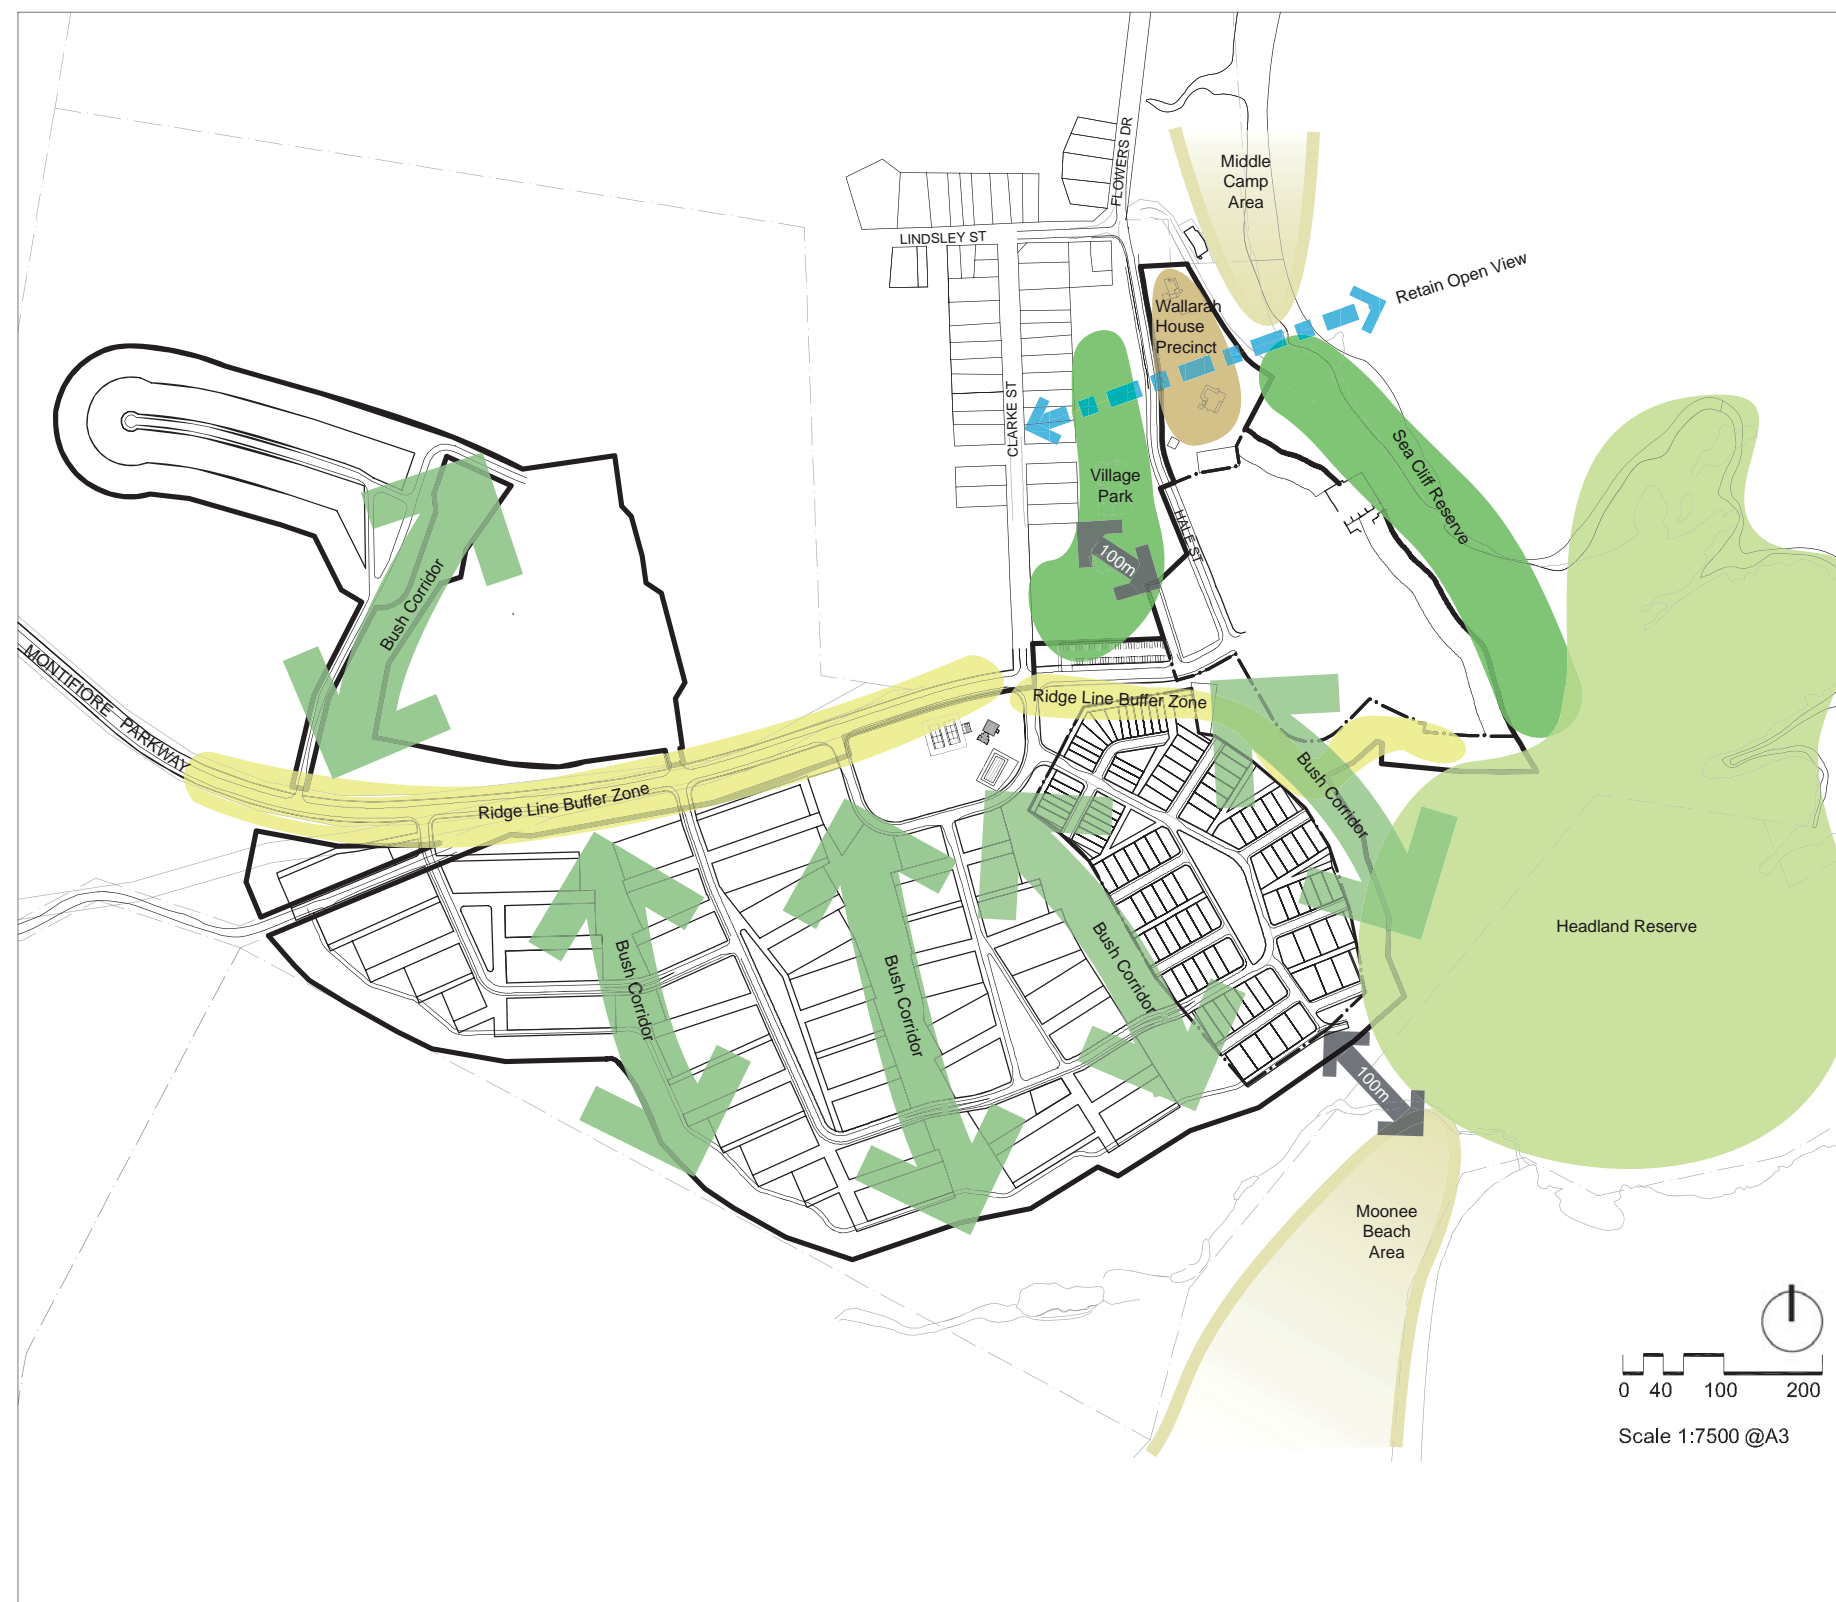 FLOWERS DR
Middle
Camp
Area
LINDSLEY ST
Retain Open View
Wallarah
House
Precinct
CLARKE ST
Sea Cliff Reserve
Village
Park
HALE ST
100m
Bush Corridor
MONTIFIORE PARKWAY
Ridge Line Buffer Zone
Ridge Line Buffer Zone
Bush Corridor
Headland Reserve
Bush Corridor
Bush Corridor
Bush Corridor
100m
Moonee
Beach
Area
0 40 100 200
Scale 1:7500 @A3